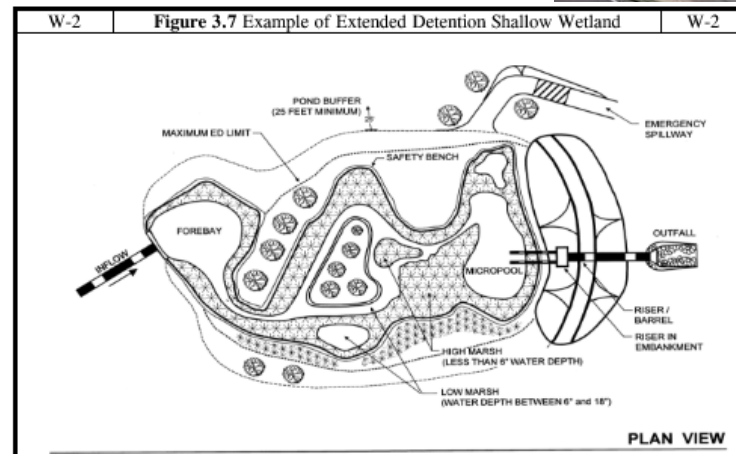 W-2
Figure 3.7 Example of Extended Detention Shallow Wetland
W-2
POND BUFFER
(25 FEET MINIMUM)
25'
MAXIMUM ED LIMIT
EMERGENCY
SPILLWAY
SAFETY BENCH
FOREBAY
OUTFALL
INFLOW
MICROPOOL
RISER /
BARREL
RISER IN
EMBANKMENT
HIGH MARSH
(LESS THAN 6" WATER DEPTH)
LOW MARSH
(WATER DEPTH BETWEEN 6" and 18")
PLAN VIEW